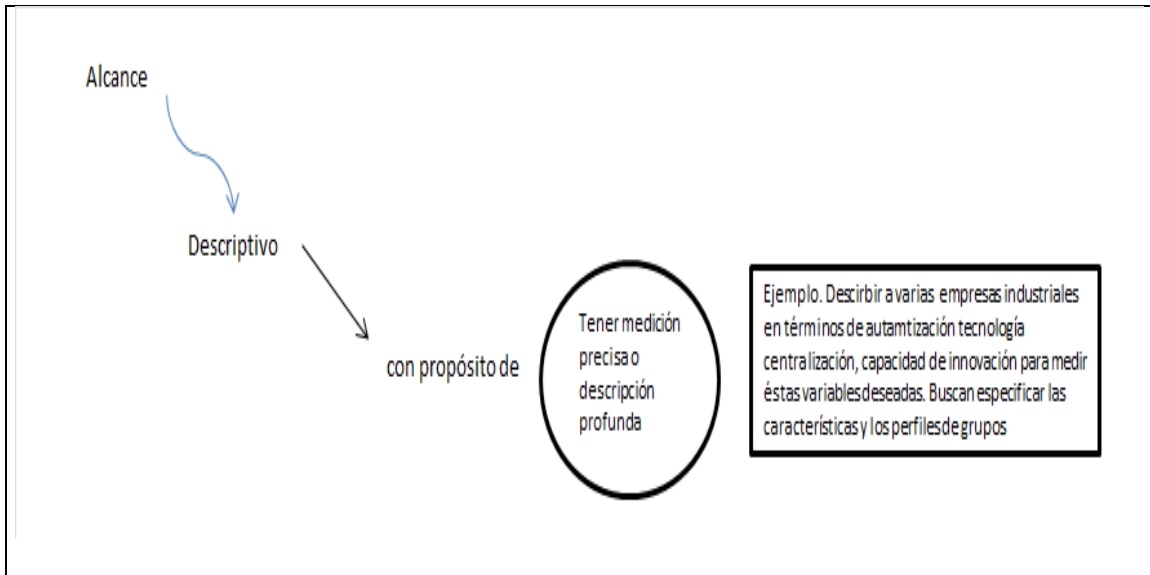 Alcance
Descriptivo
con propósito de
Tener medición
precisa o
descripción
profunda
Ejemplo. Descirbir a varias empresas industriales
en términos de autamtización tecnología
centralización, capacidad de innovación para medir
éstas variables deseadas. Buscan especificar las
características y los perfiles de grupos